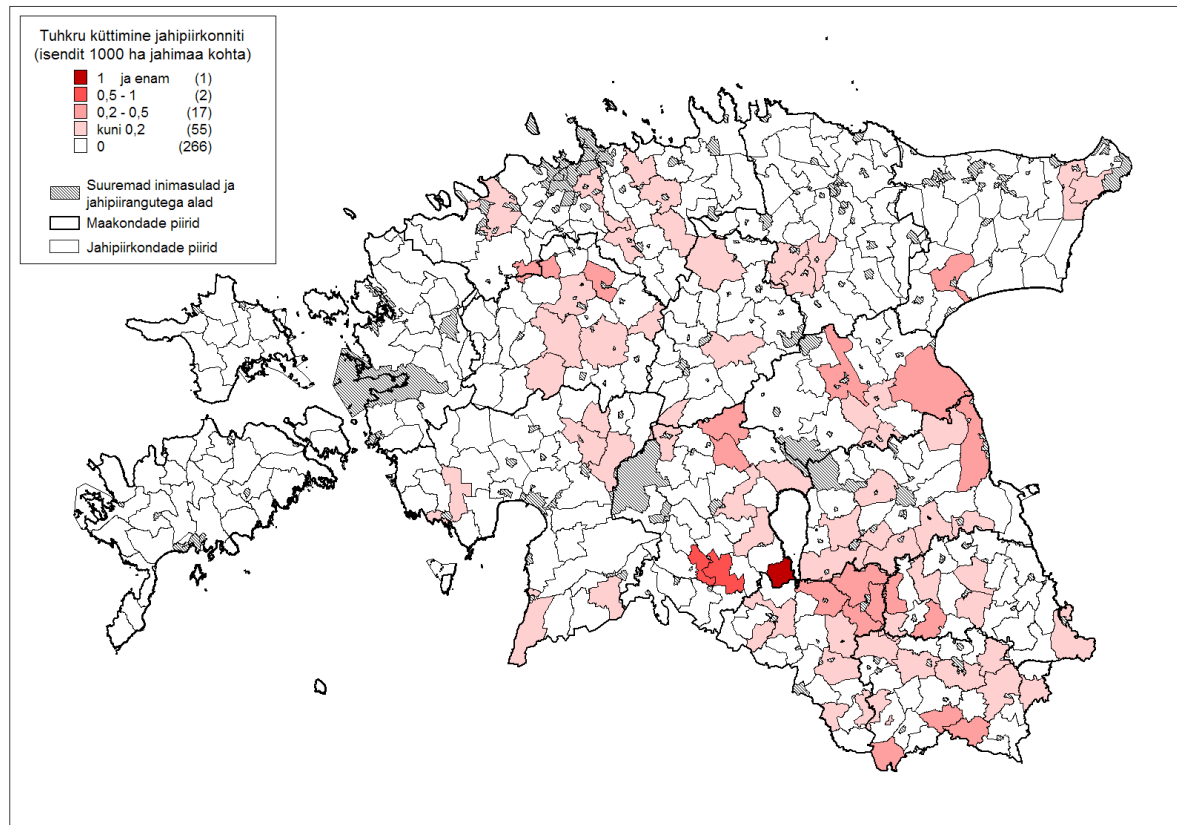 Tuhkru küttimine jahipiirkonniti
(isendit 1000 ha jahimaa kohta)
1 ja enam (1)
0,5 - 1 (2)
0,2 - 0,5 (17)
kuni 0,2 (55)
0 (266)
Suuremad inimasulad ja
jahipiirangutega alad
Maakondade piirid
Jahipiirkondade piirid